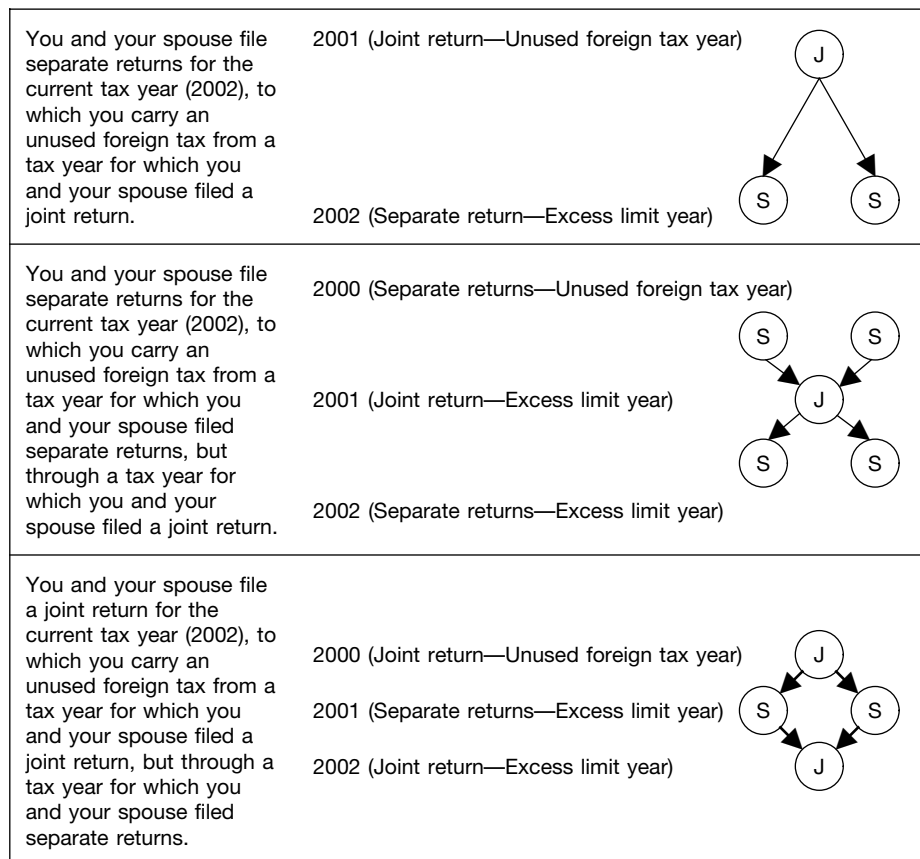 You and your spouse file
separate returns for the
current tax year (2002), to
which you carry an
unused foreign tax from a
tax year for which you
and your spouse filed a
joint return.
2001 (Joint return—Unused foreign tax year)
J
S S
2002 (Separate return—Excess limit year)
You and your spouse file
separate returns for the
current tax year (2002), to
which you carry an
unused foreign tax from a
tax year for which you
and your spouse filed
separate returns, but
through a tax year for
which you and your
spouse filed a joint return.
2000 (Separate returns—Unused foreign tax year)
S S
2001 (Joint return—Excess limit year)
J
S S
2002 (Separate returns—Excess limit year)
You and your spouse file
a joint return for the
current tax year (2002), to
which you carry an
unused foreign tax from a
tax year for which you
and your spouse filed a
joint return, but through a
tax year for which you
and your spouse filed
separate returns.
2000 (Joint return—Unused foreign tax year)
J
2001 (Separate returns—Excess limit year)
S S
2002 (Joint return—Excess limit year)
J